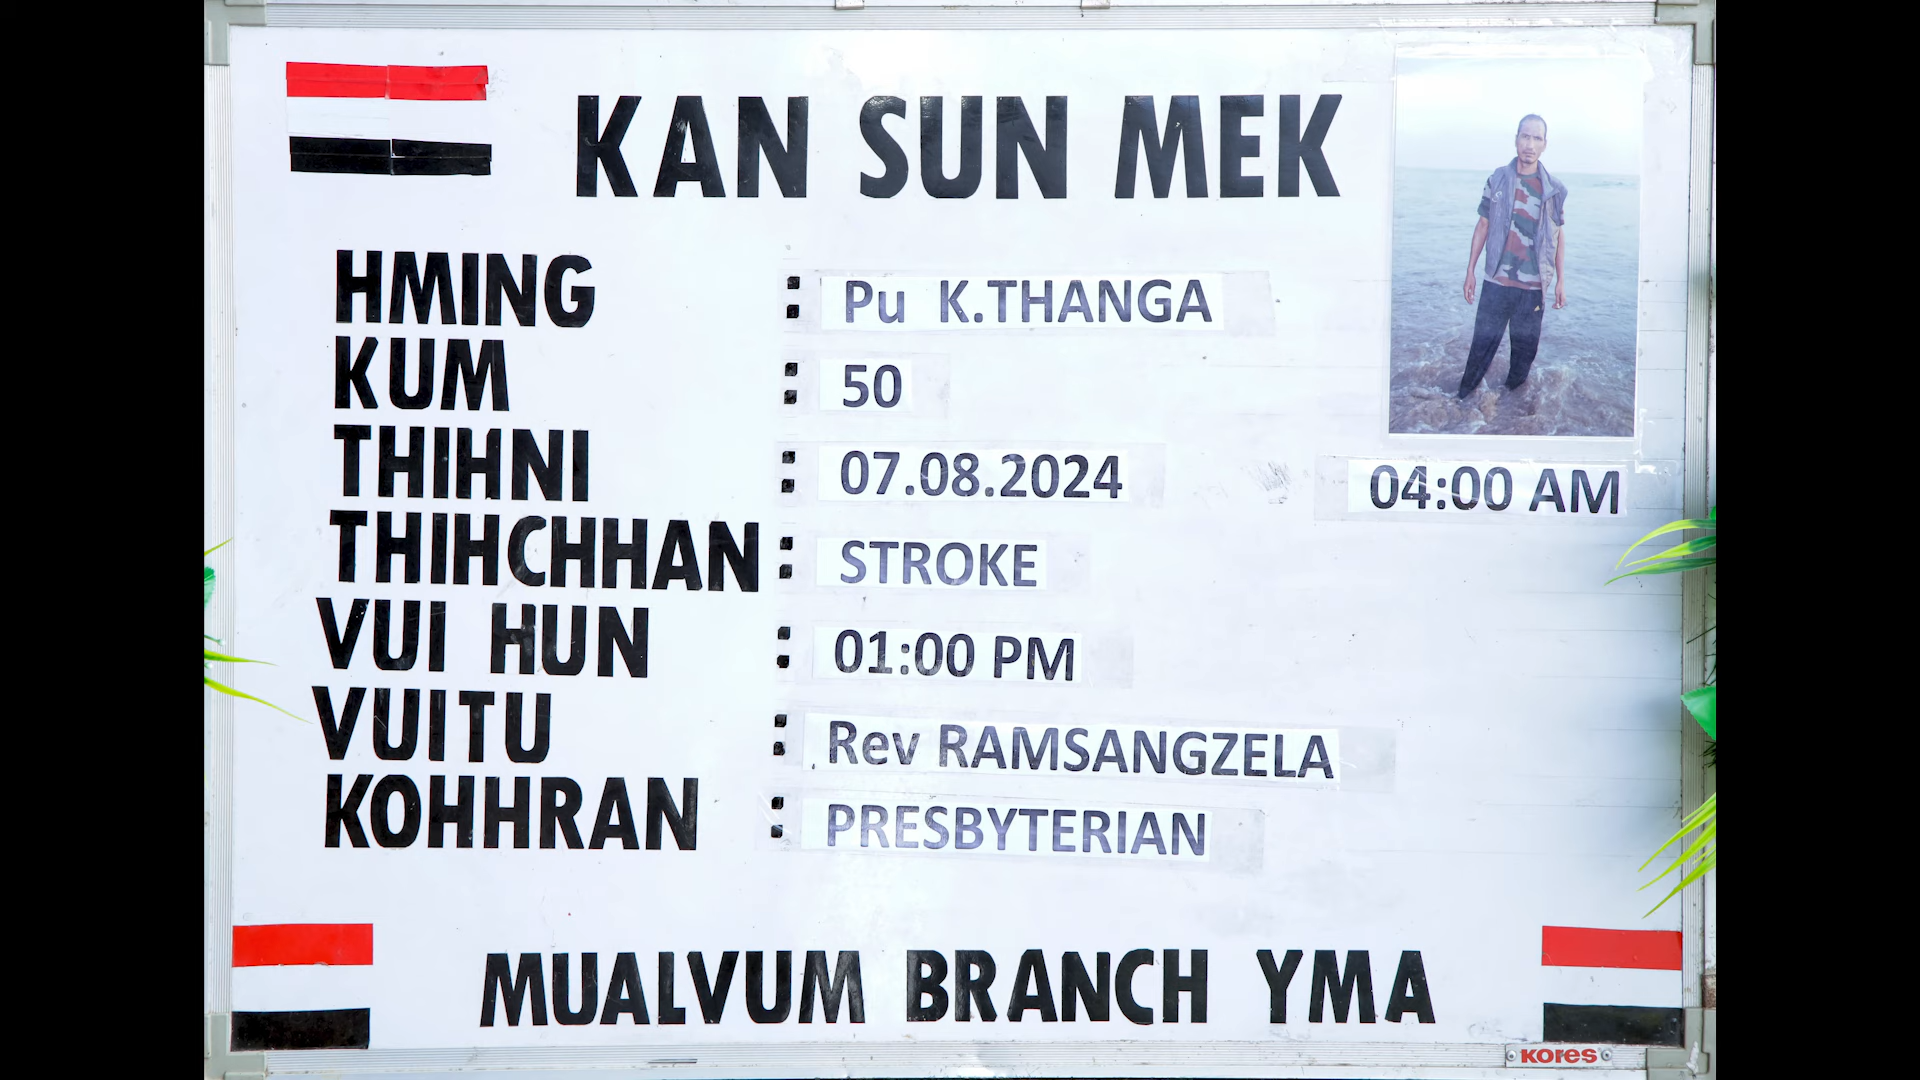 KAN SUN MEK
HMING : Pu K.THANGA
KUM : 50
THIHNI : 07.08.2024 04:00 AM
THIHCHHAN : STROKE
VUI HUN : 01:00 PM
VUITU : Rev RAMSANGZELA
KOHHRAN : PRESBYTERIAN
MUALVUM BRANCH YMA
KORES